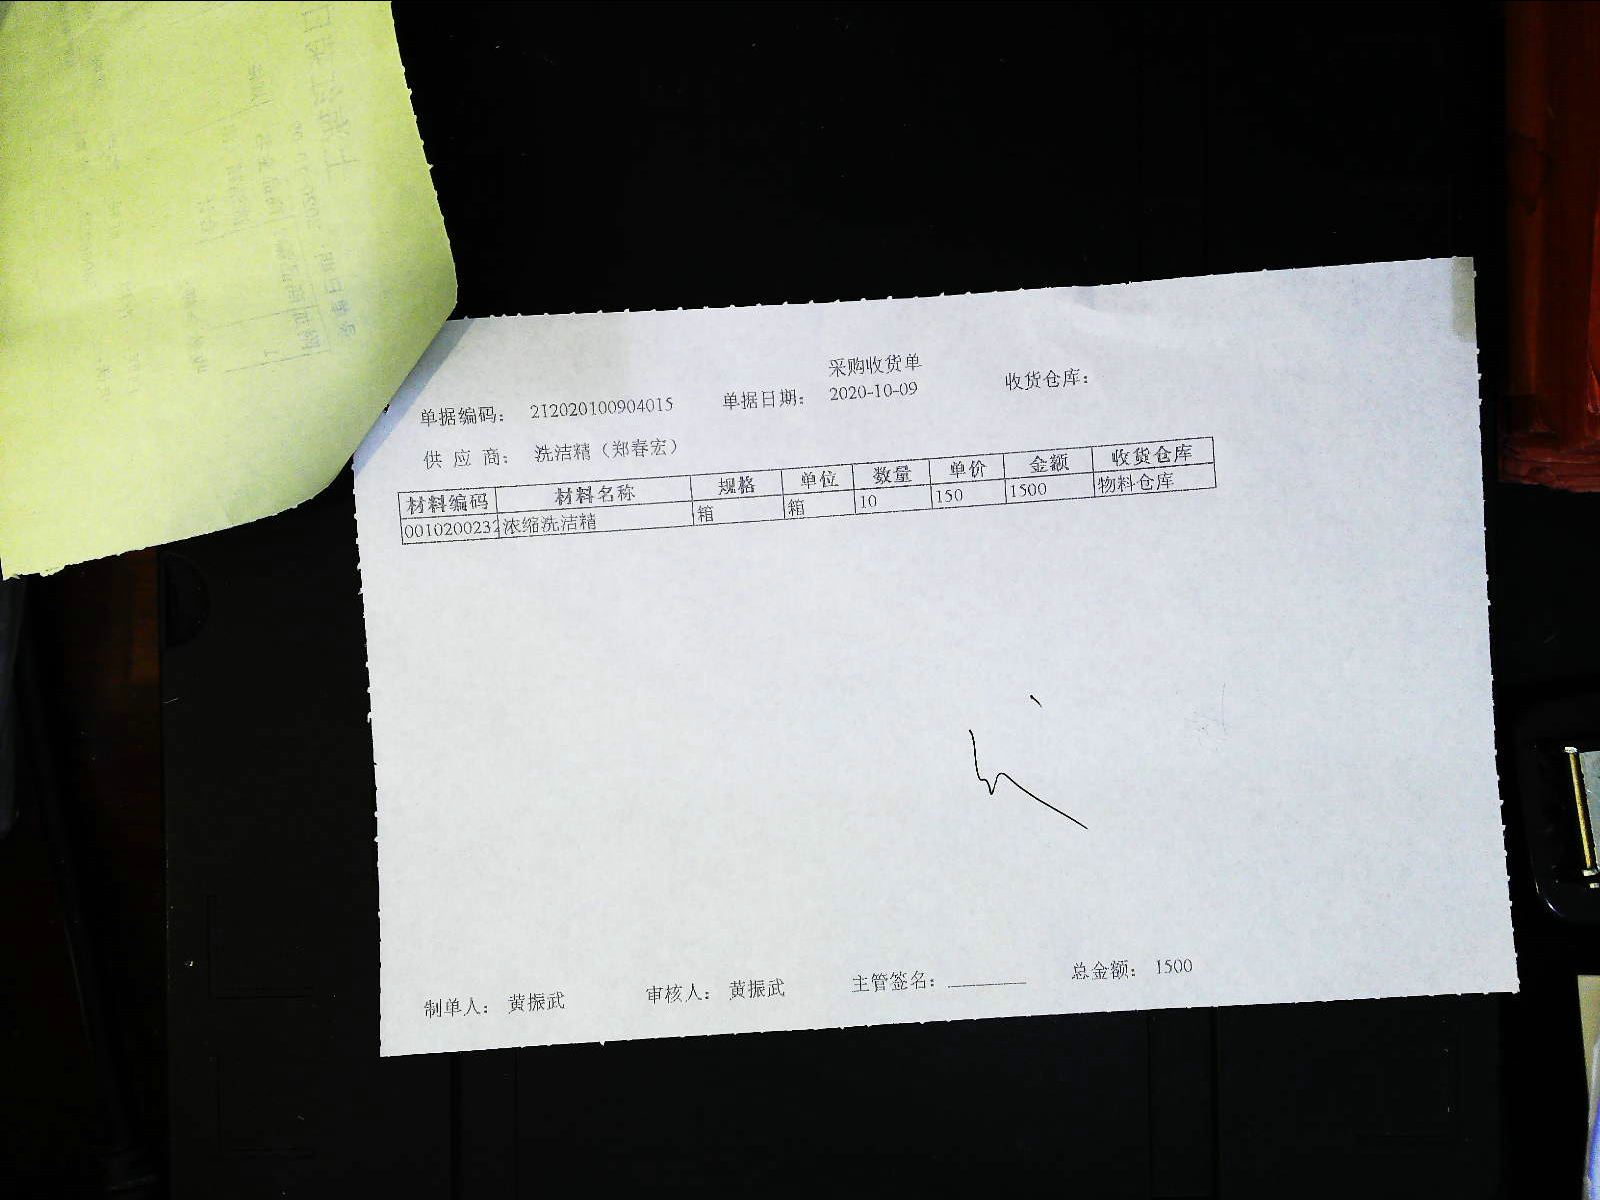 采购收货单
单据编码： 212020100904015 单据日期： 2020-10-09 收货仓库：
供 应 商： 洗洁精（郑春宏）
材料编码 材料名称 规格 单位 数量 单价 金额 收货仓库
0010200232 浓缩洗洁精 箱 箱 10 150 1500 物料仓库
制单人： 黄振武 审核人： 黄振武 主管签名：________ 总金额： 1500